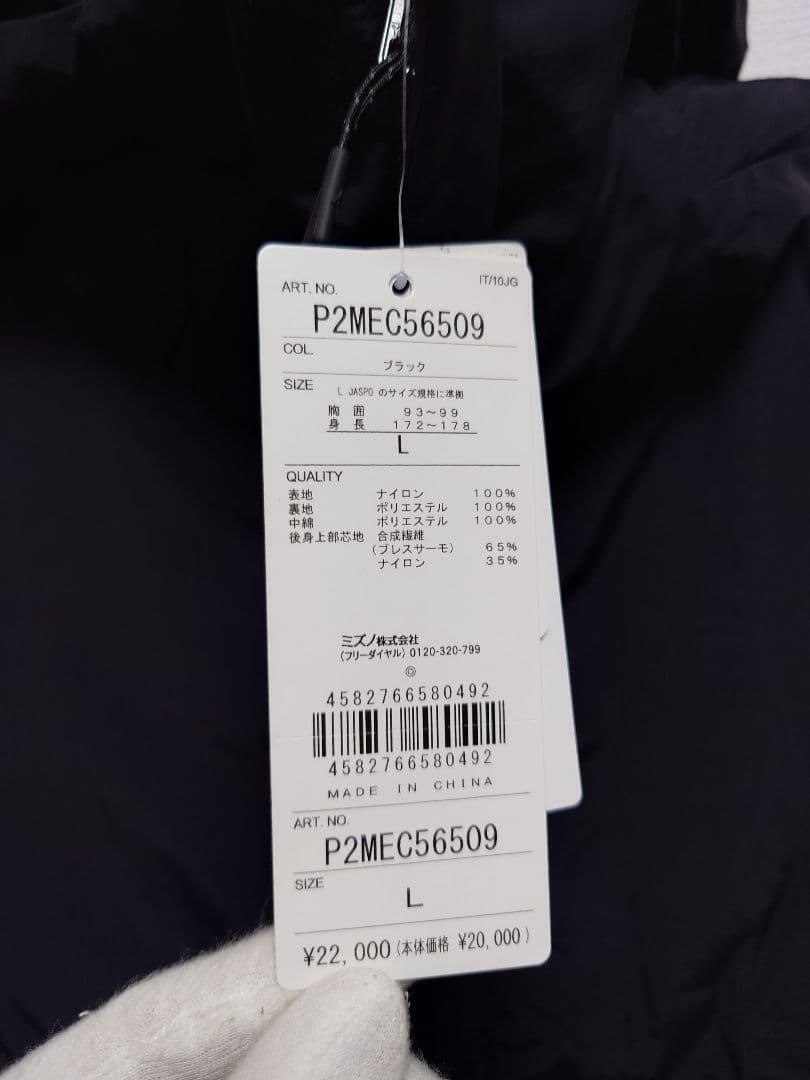 IT/10JG
ART. NO.
P2MEC56509
COL.
ブラック
SIZE
L JASPO のサイズ規格に準拠
胸 囲 93~99
身 長 172~178
L
QUALITY
表地 ナイロン 100%
裏地 ポリエステル 100%
中綿 ポリエステル 100%
後身上部芯地 合成繊維
(ブレスサーモ) 65%
ナイロン 35%
ミズノ株式会社
(フリーダイヤル) 0120-320-799
◎
4582766580492
4582766580492
MADE IN CHINA
ART. NO.
P2MEC56509
SIZE
L
¥22,000(本体価格 ¥20,000)